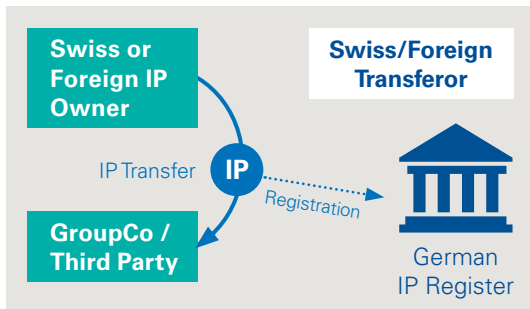 Swiss or
Foreign IP
Owner
Swiss/Foreign
Transferor
IP Transfer
IP
Registration
GroupCo /
Third Party
German
IP Register